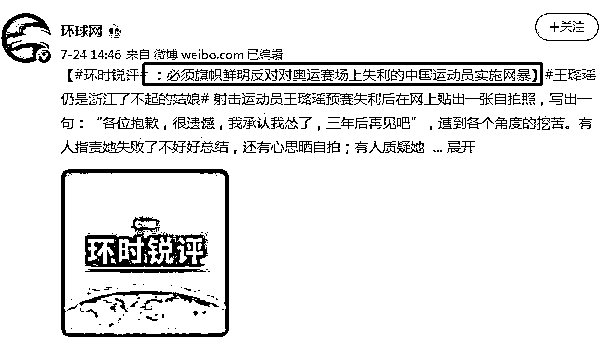 环球网
+关注
7-24 14:46 来自 微博 weibo.com 已编辑
【#环时锐评#：必须旗帜鲜明反对对奥运赛场上失利的中国运动员实施网暴】#王璐瑶
仍是浙江了不起的姑娘# 射击运动员王璐瑶预赛失利后在网上贴出一张自拍照，写出一
句：“各位抱歉，很遗憾，我承认我怂了，三年后再见吧”，遭到各个角度的挖苦。有
人指责她失败了不好好总结，还有心思晒自拍；有人质疑她 ... 展开
环时锐评